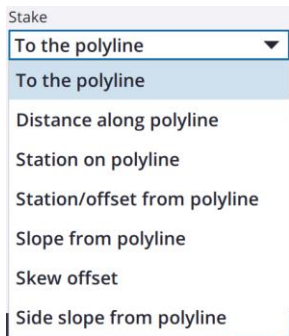 Stake
To the polyline
To the polyline
Distance along polyline
Station on polyline
Station/offset from polyline
Slope from polyline
Skew offset
Side slope from polyline